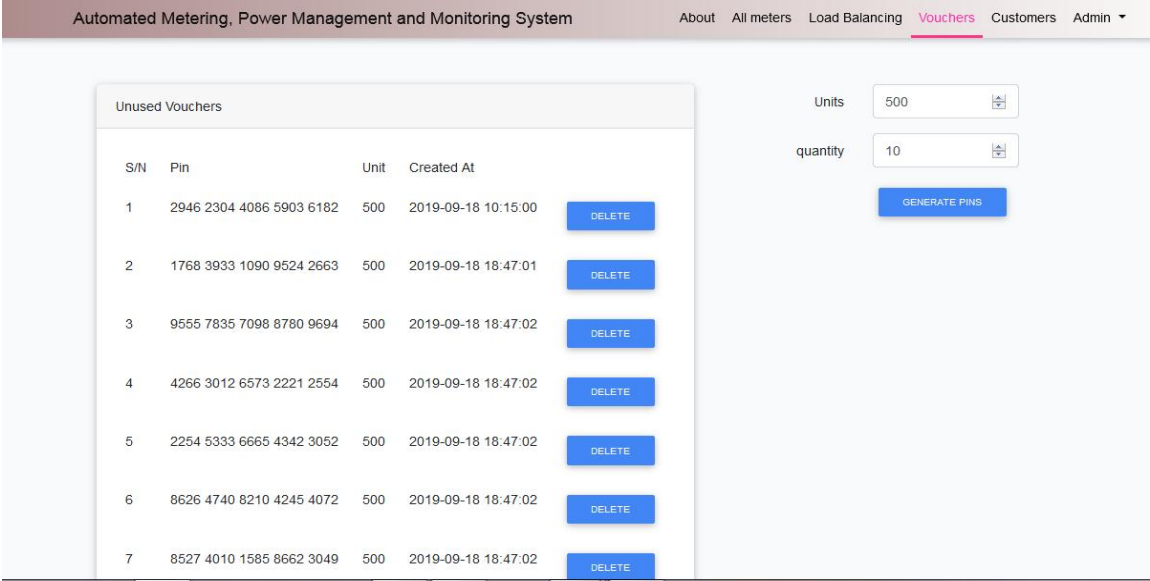 Automated Metering, Power Management and Monitoring System About All meters Load Balancing Vouchers Customers Admin
Unused Vouchers
S/N Pin Unit Created At
1 2946 2304 4086 5903 6182 500 2019-09-18 10:15:00 DELETE
2 1768 3933 1090 9524 2663 500 2019-09-18 18:47:01 DELETE
3 9555 7835 7098 8780 9694 500 2019-09-18 18:47:02 DELETE
4 4266 3012 6573 2221 2554 500 2019-09-18 18:47:02 DELETE
5 2254 5333 6665 4342 3052 500 2019-09-18 18:47:02 DELETE
6 8626 4740 8210 4245 4072 500 2019-09-18 18:47:02 DELETE
7 8527 4010 1585 8662 3049 500 2019-09-18 18:47:02 DELETE
Units 500
quantity 10
GENERATE PINS